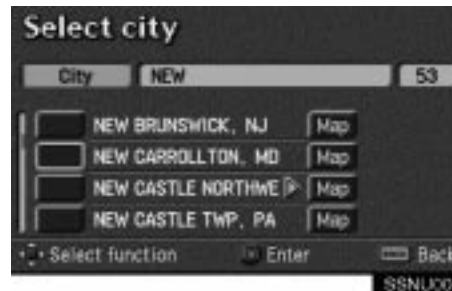 Select city
City NEW 53
NEW BRUNSWICK, NJ Map
NEW CARROLLTON, MD Map
NEW CASTLE NORTHWE Map
NEW CASTLE TWP, PA Map
Select function Enter Back